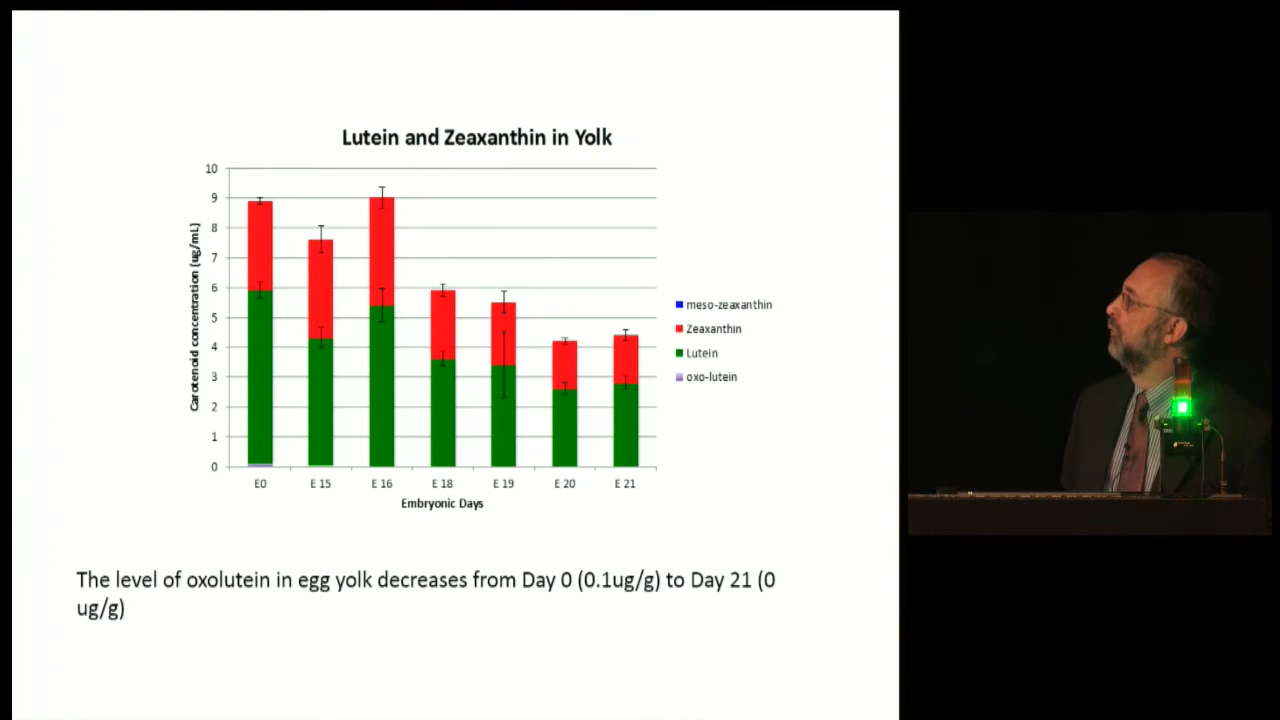 Lutein and Zeaxanthin in Yolk
Carotenoid concentration (ug/mL)
10
9
8
7
6
5
4
3
2
1
0
E0 E 15 E 16 E 18 E 19 E 20 E 21
Embryonic Days
meso-zeaxanthin
Zeaxanthin
Lutein
oxo-lutein
The level of oxolutein in egg yolk decreases from Day 0 (0.1ug/g) to Day 21 (0
ug/g)